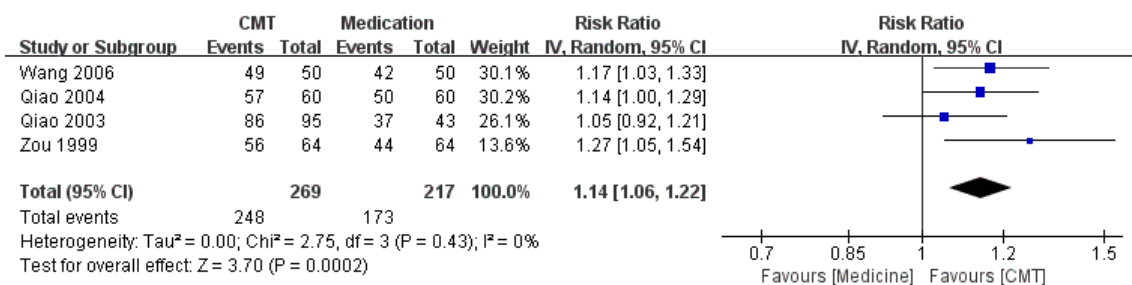 CMT Medication Risk Ratio Risk Ratio
Study or Subgroup Events Total Events Total Weight IV, Random, 95% CI IV, Random, 95% CI
Wang 2006 49 50 42 50 30.1% 1.17 [1.03, 1.33]
Qiao 2004 57 60 50 60 30.2% 1.14 [1.00, 1.29]
Qiao 2003 86 95 37 43 26.1% 1.05 [0.92, 1.21]
Zou 1999 56 64 44 64 13.6% 1.27 [1.05, 1.54]
Total (95% CI) 269 217 100.0% 1.14 [1.06, 1.22]
Total events 248 173
Heterogeneity: Tau² = 0.00; Chi² = 2.75, df = 3 (P = 0.43); I² = 0%
Test for overall effect: Z = 3.70 (P = 0.0002)
0.7 0.85 1 1.2 1.5
Favours [Medicine] Favours [CMT]